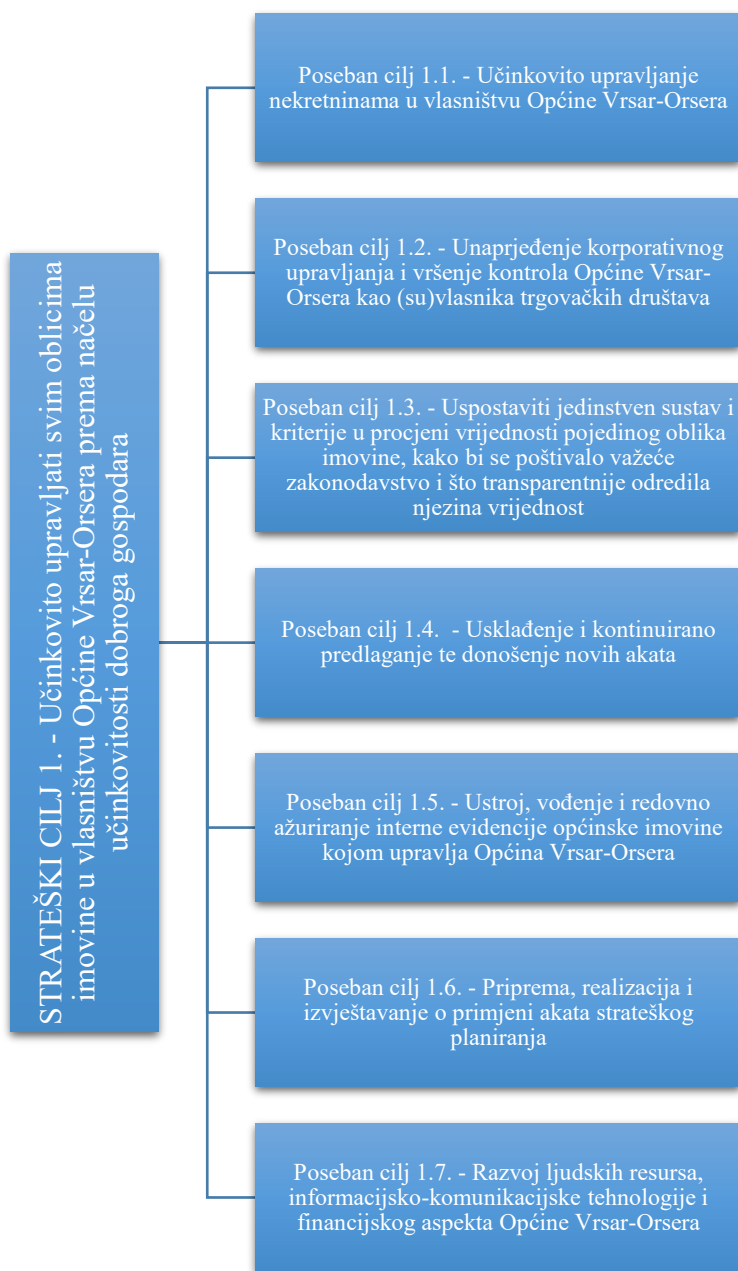 STRATEŠKI CILJ 1. - Učinkovito upravljati svim oblicima
imovine u vlasništvu Općine Vrsar-Orsera prema načelu
učinkovitosti dobroga gospodara
Poseban cilj 1.1. - Učinkovito upravljanje
nekretninama u vlasništvu Općine Vrsar-Orsera
Poseban cilj 1.2. - Unaprjeđenje korporativnog
upravljanja i vršenje kontrola Općine Vrsar-
Orsera kao (su)vlasnika trgovačkih društava
Poseban cilj 1.3. - Uspostaviti jedinstven sustav i
kriterije u procjeni vrijednosti pojedinog oblika
imovine, kako bi se poštivalo važeće
zakonodavstvo i što transparentnije odredila
njezina vrijednost
Poseban cilj 1.4.  - Usklađenje i kontinuirano
predlaganje te donošenje novih akata
Poseban cilj 1.5. - Ustroj, vođenje i redovno
ažuriranje interne evidencije općinske imovine
kojom upravlja Općina Vrsar-Orsera
Poseban cilj 1.6. - Priprema, realizacija i
izvještavanje o primjeni akata strateškog
planiranja
Poseban cilj 1.7. - Razvoj ljudskih resursa,
informacijsko-komunikacijske tehnologije i
financijskog aspekta Općine Vrsar-Orsera